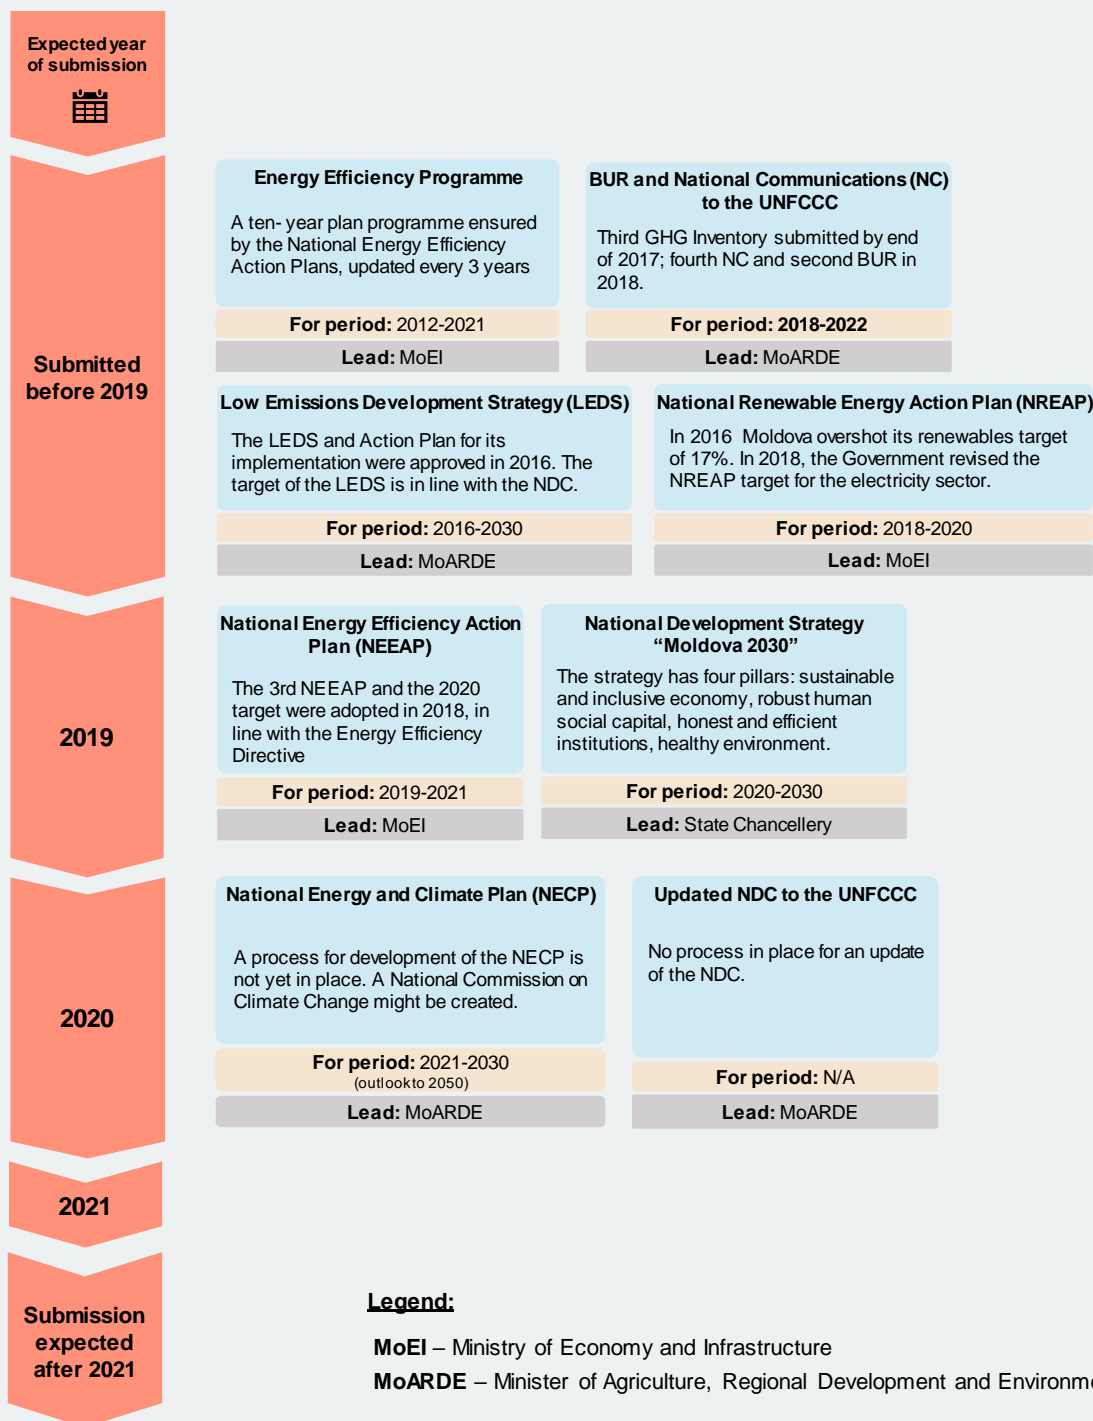 Expected year
of submission
Submitted
before 2019
Energy Efficiency Programme
A ten- year plan programme ensured
by the National Energy Efficiency
Action Plans, updated every 3 years
For period: 2012-2021
Lead: MoEI
BUR and National Communications (NC)
to the UNFCCC
Third GHG Inventory submitted by end
of 2017; fourth NC and second BUR in
2018.
For period: 2018-2022
Lead: MoARDE
Low Emissions Development Strategy (LEDS)
The LEDS and Action Plan for its
implementation were approved in 2016. The
target of the LEDS is in line with the NDC.
For period: 2016-2030
Lead: MoARDE
National Renewable Energy Action Plan (NREAP)
In 2016 Moldova overshot its renewables target
of 17%. In 2018, the Government revised the
NREAP target for the electricity sector.
For period: 2018-2020
Lead: MoEI
2019
National Energy Efficiency Action
Plan (NEEAP)
The 3rd NEEAP and the 2020
target were adopted in 2018, in
line with the Energy Efficiency
Directive
For period: 2019-2021
Lead: MoEI
National Development Strategy
“Moldova 2030”
The strategy has four pillars: sustainable
and inclusive economy, robust human
social capital, honest and efficient
institutions, healthy environment.
For period: 2020-2030
Lead: State Chancellery
2020
National Energy and Climate Plan (NECP)
A process for development of the NECP is
not yet in place. A National Commission on
Climate Change might be created.
For period: 2021-2030
(outlook to 2050)
Lead: MoARDE
Updated NDC to the UNFCCC
No process in place for an update
of the NDC.
For period: N/A
Lead: MoARDE
2021
Submission
expected
after 2021
Legend:
MoEI – Ministry of Economy and Infrastructure
MoARDE – Minister of Agriculture, Regional Development and Environme